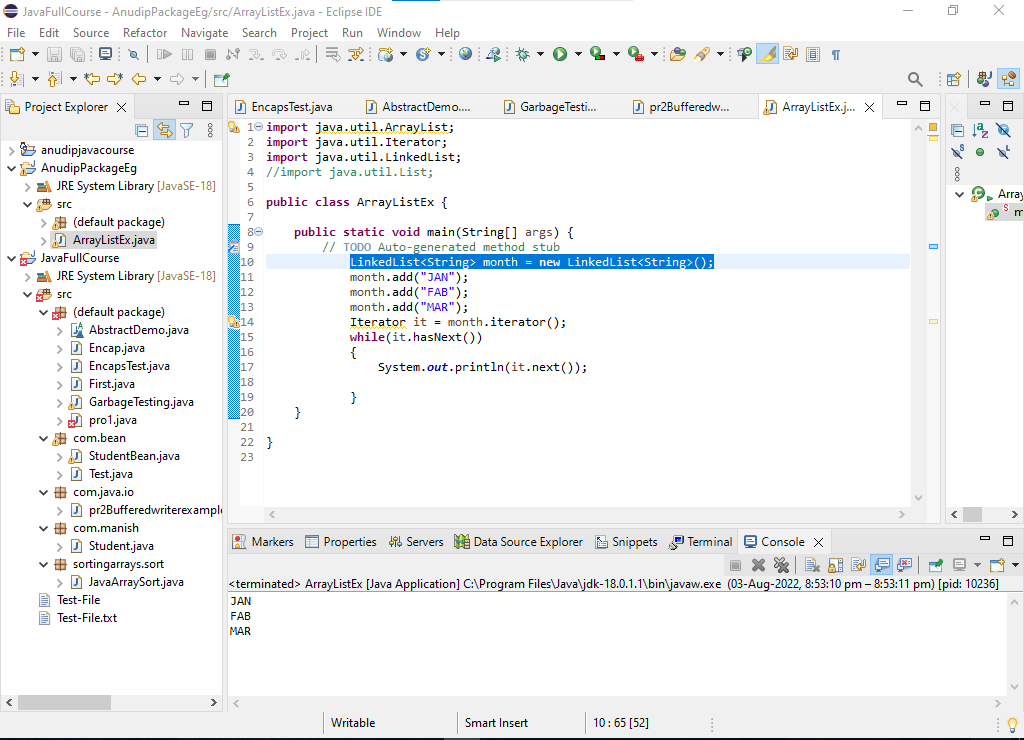 JavaFullCourse - AnudipPackageEg/src/ArrayListEx.java - Eclipse IDE
File Edit Source Refactor Navigate Search Project Run Window Help
Project Explorer
anudipjavacourse
AnudipPackageEg
JRE System Library [JavaSE-18]
src
(default package)
ArrayListEx.java
JavaFullCourse
JRE System Library [JavaSE-18]
src
(default package)
AbstractDemo.java
Encap.java
EncapsTest.java
First.java
GarbageTesting.java
pro1.java
com.bean
StudentBean.java
Test.java
com.java.io
pr2Bufferedwriterexample
com.manish
Student.java
sortingarrays.sort
JavaArraySort.java
Test-File
Test-File.txt
EncapsTest.java AbstractDemo.... GarbageTesti... pr2Bufferedw... ArrayListEx.j...
1 import java.util.ArrayList;
2 import java.util.Iterator;
3 import java.util.LinkedList;
4 //import java.util.List;
5
6 public class ArrayListEx {
7
8 public static void main(String[] args) {
9 // TODO Auto-generated method stub
10 LinkedList<String> month = new LinkedList<String>();
11 month.add("JAN");
12 month.add("FAB");
13 month.add("MAR");
14 Iterator it = month.iterator();
15 while(it.hasNext())
16 {
17 System.out.println(it.next());
18
19 }
20 }
21
22 }
23
Array
m
Markers Properties Servers Data Source Explorer Snippets Terminal Console
<terminated> ArrayListEx [Java Application] C:\Program Files\Java\jdk-18.0.1.1\bin\javaw.exe (03-Aug-2022, 8:53:10 pm – 8:53:11 pm) [pid: 10236]
JAN
FAB
MAR
Writable Smart Insert 10 : 65 [52]